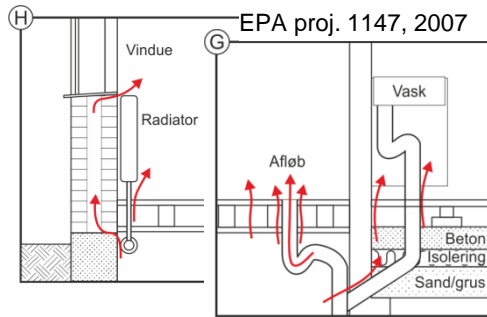 EPA proj. 1147, 2007
H
Vindue
Radiator
G
Vask
Afløb
Beton
Isolering
Sand/grus